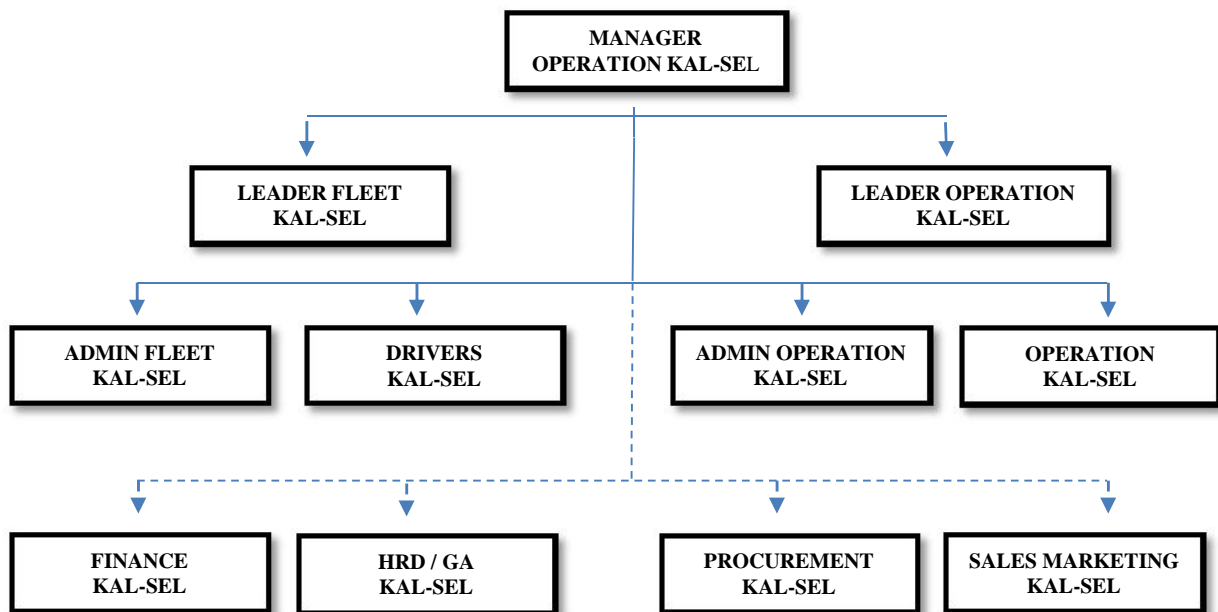 MANAGER
OPERATION KAL-SEL
LEADER FLEET
KAL-SEL
LEADER OPERATION
KAL-SEL
ADMIN FLEET
KAL-SEL
DRIVERS
KAL-SEL
ADMIN OPERATION
KAL-SEL
OPERATION
KAL-SEL
FINANCE
KAL-SEL
HRD / GA
KAL-SEL
PROCUREMENT
KAL-SEL
SALES MARKETING
KAL-SEL